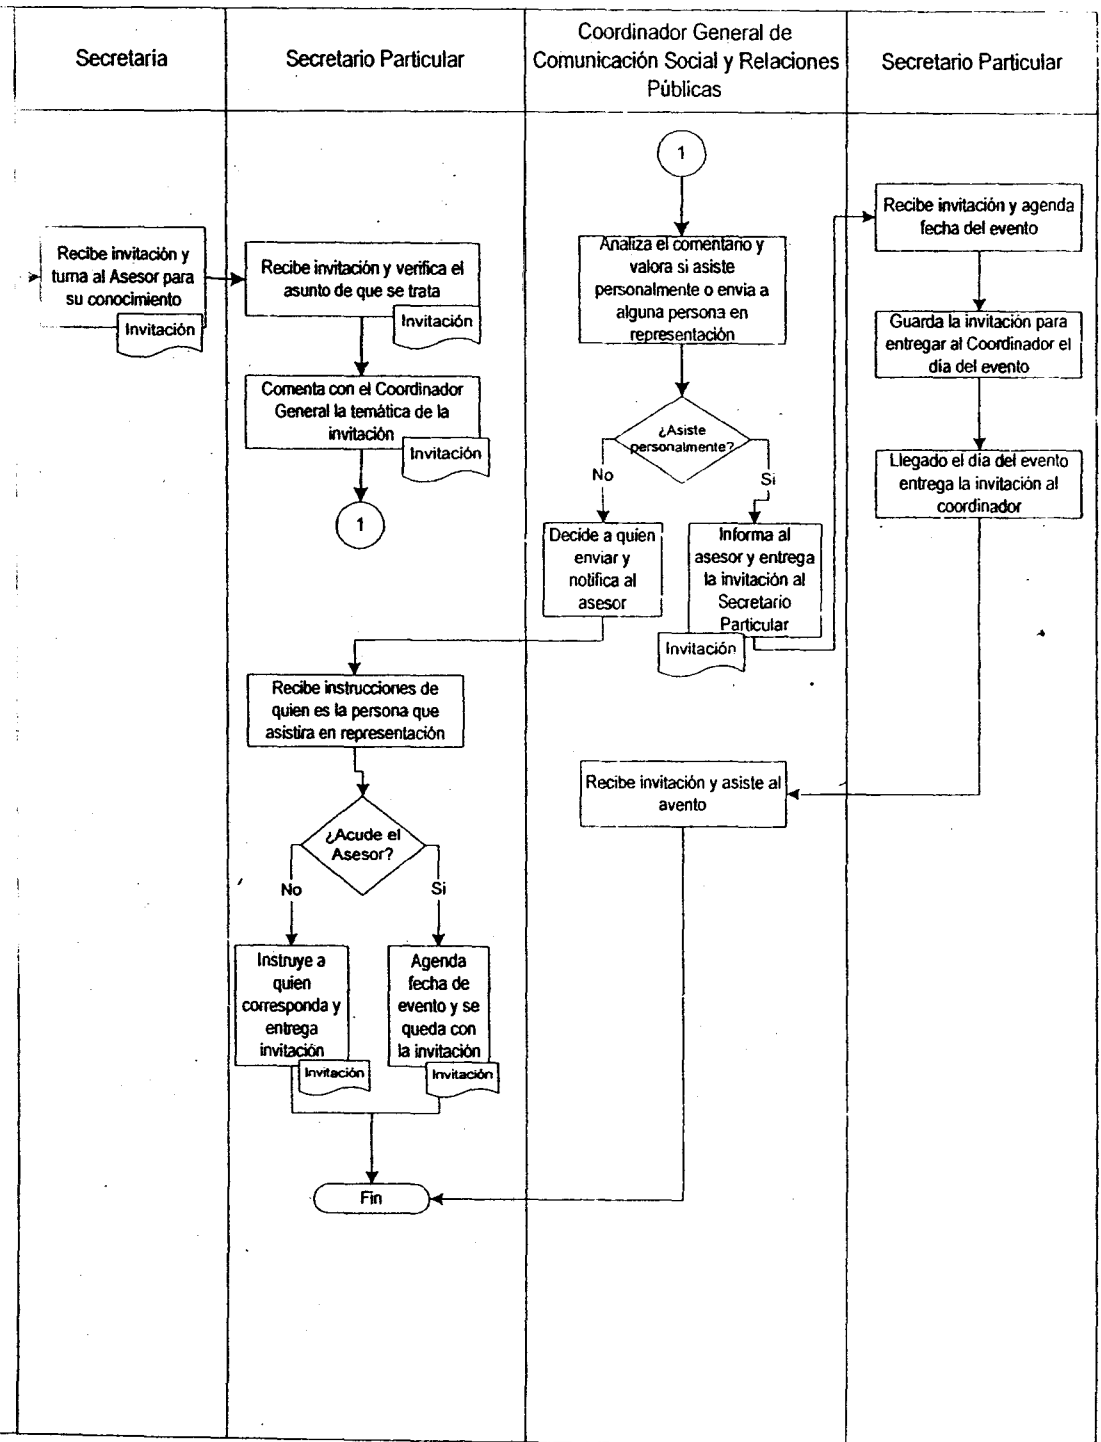 Secretaria
Secretario Particular
Coordinador General de
Comunicación Social y Relaciones
Públicas
Secretario Particular
Recibe invitación y
turna al Asesor para
su conocimiento
Invitación
Recibe invitación y verifica el
asunto de que se trata
Invitación
Comenta con el Coordinador
General la temática de la
invitación
Invitación
1
1
Analiza el comentario y
valora si asiste
personalmente o envia a
alguna persona en
representación
¿Asiste
personalmente?
No
Si
Decide a quien
enviar y
notifica al
asesor
Informa al
asesor y entrega
la invitación al
Secretario
Particular
Invitación
Recibe invitación y agenda
fecha del evento
Guarda la invitación para
entregar al Coordinador el
día del evento
Llegado el día del evento
entrega la invitación al
coordinador
Recibe instrucciones de
quien es la persona que
asistira en representación
¿Acude el
Asesor?
No
Si
Instruye a
quien
corresponda y
entrega
invitación
Invitación
Agenda
fecha de
evento y se
queda con
la invitación
Invitación
Recibe invitación y asiste al
avento
Fin